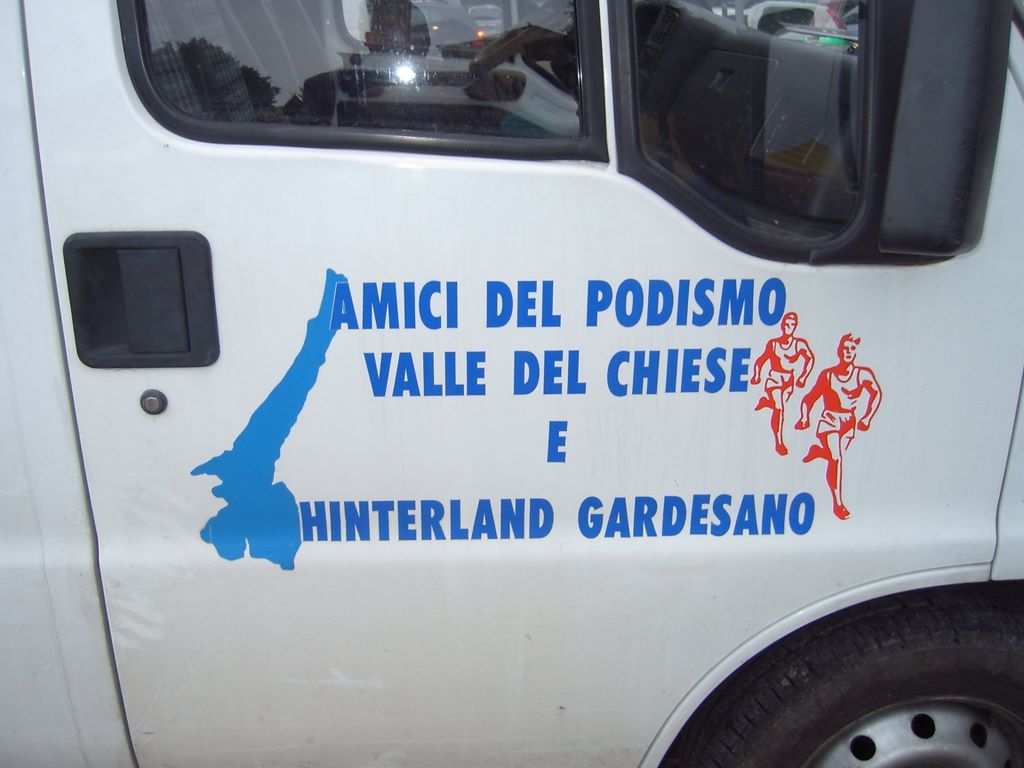 AMICI DEL PODISMO
VALLE DEL CHIESE
E
HINTERLAND GARDESANO